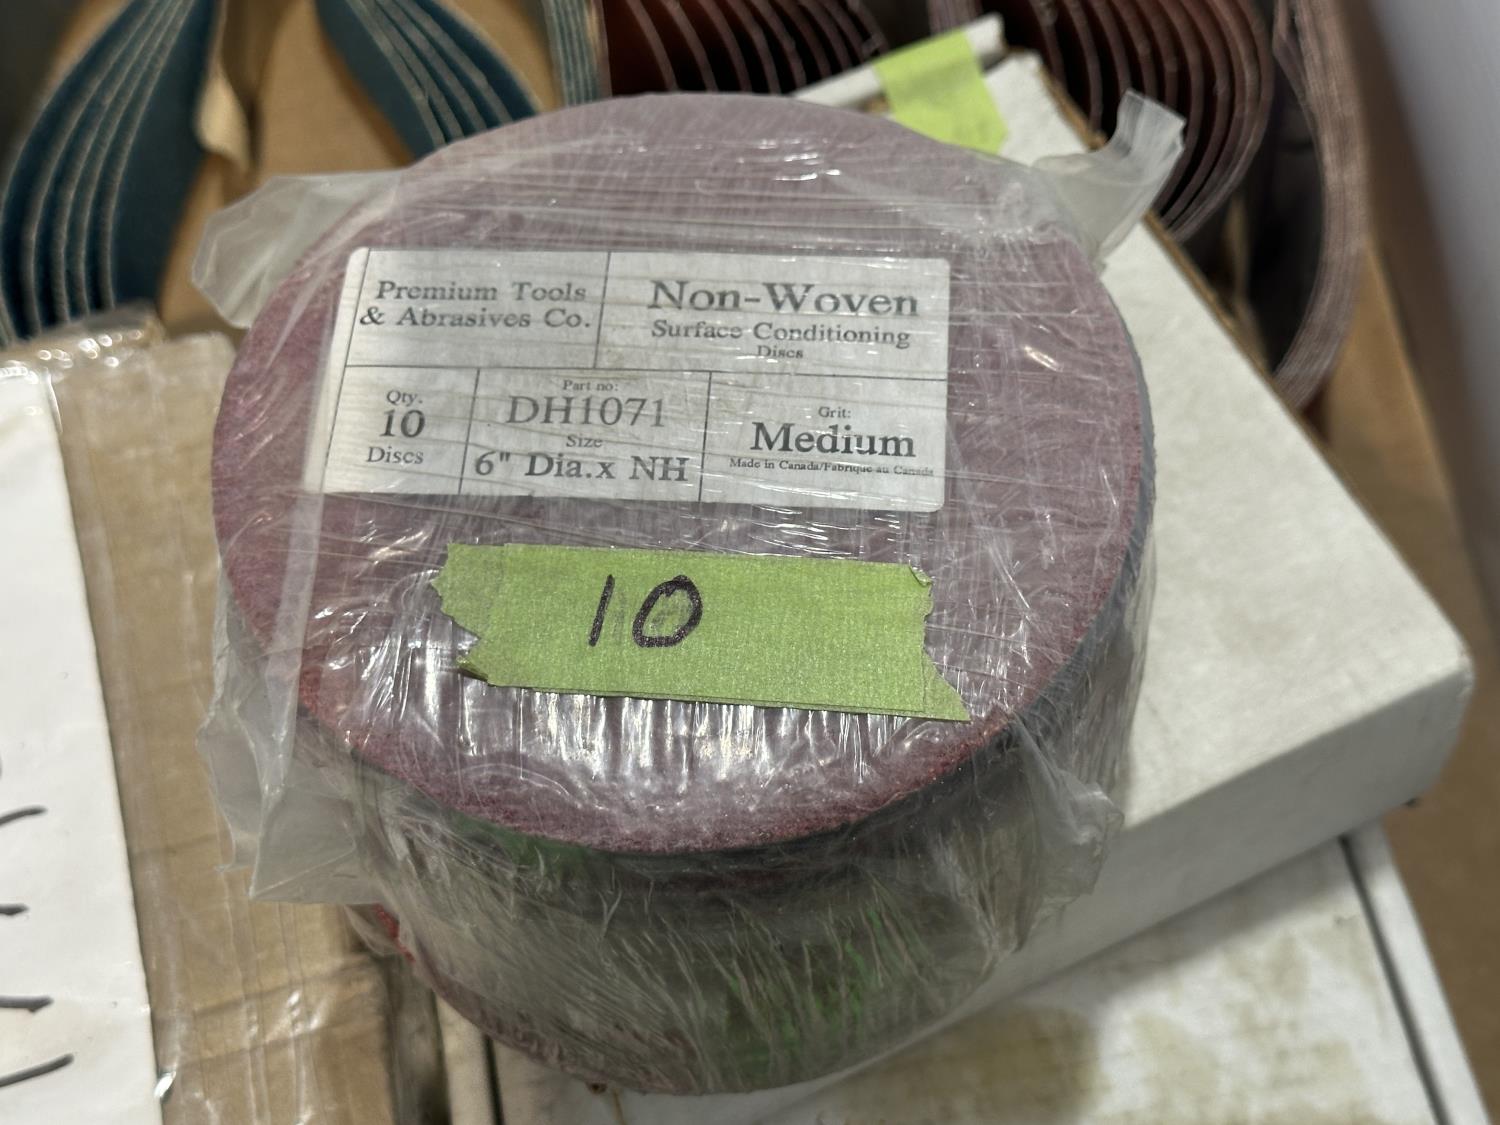 Premium Tools
& Abrasives Co.
Non-Woven
Surface Conditioning
Discs
Qty.
10
Discs
Part no:
DH1071
Size
6" Dia.x NH
Grit:
Medium
Made in Canada/Fabrique au Canada
10